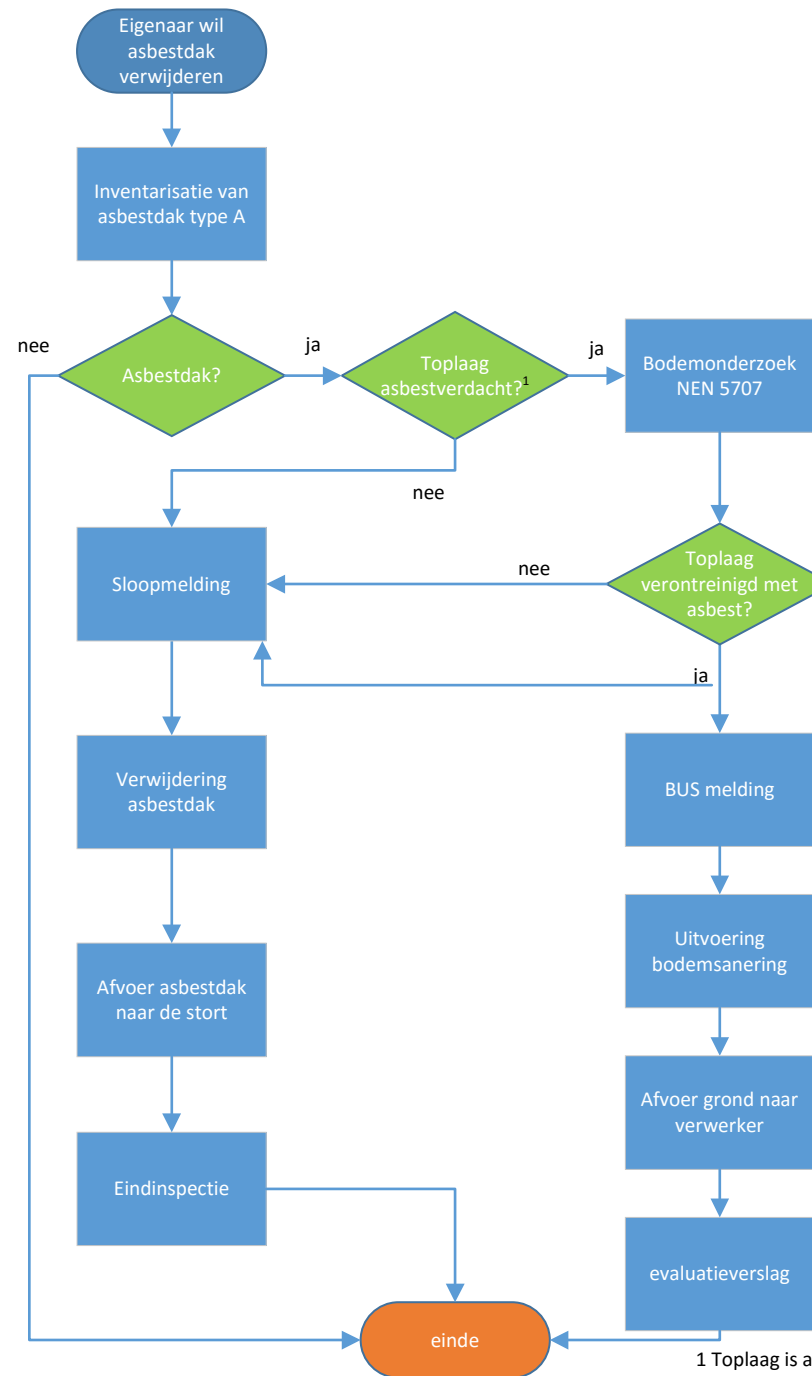 Eigenaar wil
asbestdak
verwijderen
Inventarisatie van
asbestdak type A
nee
Asbestdak?
ja
Toplaag
asbestverdacht?1
ja
Bodemonderzoek
NEN 5707
nee
Sloopmelding
nee
Toplaag
verontreinigd met
asbest?
ja
Verwijdering
asbestdak
BUS melding
Uitvoering
bodemsanering
Afvoer asbestdak
naar de stort
Afvoer grond naar
verwerker
Eindinspectie
evaluatieverslag
einde
1 Toplaag is a